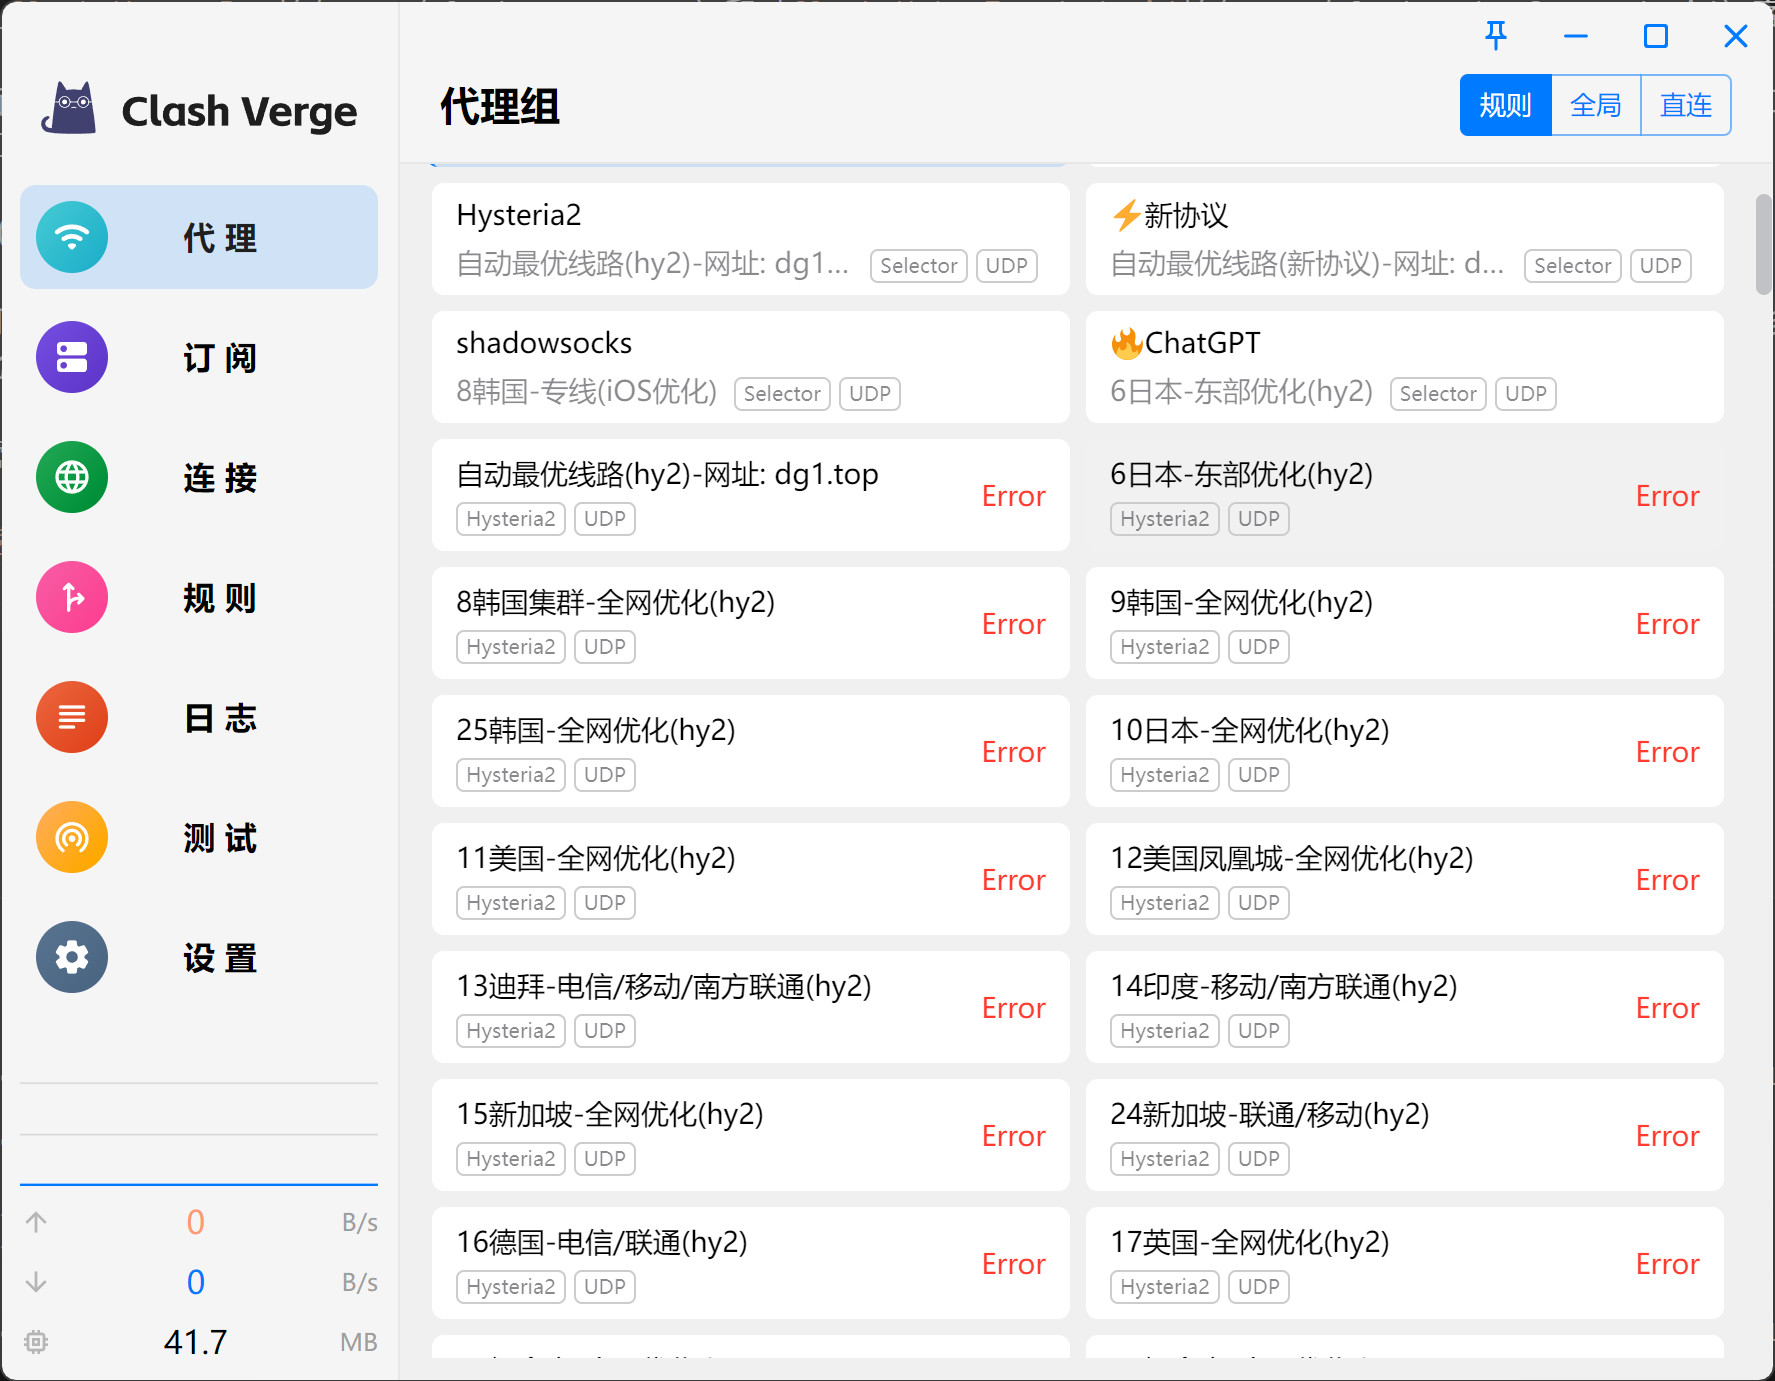 Clash Verge
代 理
订 阅
连 接
规 则
日 志
测 试
设 置
0 B/s
0 B/s
41.7 MB
代理组
规则 全局 直连
Hysteria2
自动最优线路(hy2)-网址: dg1... Selector UDP
⚡新协议
自动最优线路(新协议)-网址: d... Selector UDP
shadowsocks
8韩国-专线(iOS优化) Selector UDP
🔥ChatGPT
6日本-东部优化(hy2) Selector UDP
自动最优线路(hy2)-网址: dg1.top
Hysteria2 UDP
Error
6日本-东部优化(hy2)
Hysteria2 UDP
Error
8韩国集群-全网优化(hy2)
Hysteria2 UDP
Error
9韩国-全网优化(hy2)
Hysteria2 UDP
Error
25韩国-全网优化(hy2)
Hysteria2 UDP
Error
10日本-全网优化(hy2)
Hysteria2 UDP
Error
11美国-全网优化(hy2)
Hysteria2 UDP
Error
12美国凤凰城-全网优化(hy2)
Hysteria2 UDP
Error
13迪拜-电信/移动/南方联通(hy2)
Hysteria2 UDP
Error
14印度-移动/南方联通(hy2)
Hysteria2 UDP
Error
15新加坡-全网优化(hy2)
Hysteria2 UDP
Error
24新加坡-联通/移动(hy2)
Hysteria2 UDP
Error
16德国-电信/联通(hy2)
Hysteria2 UDP
Error
17英国-全网优化(hy2)
Hysteria2 UDP
Error